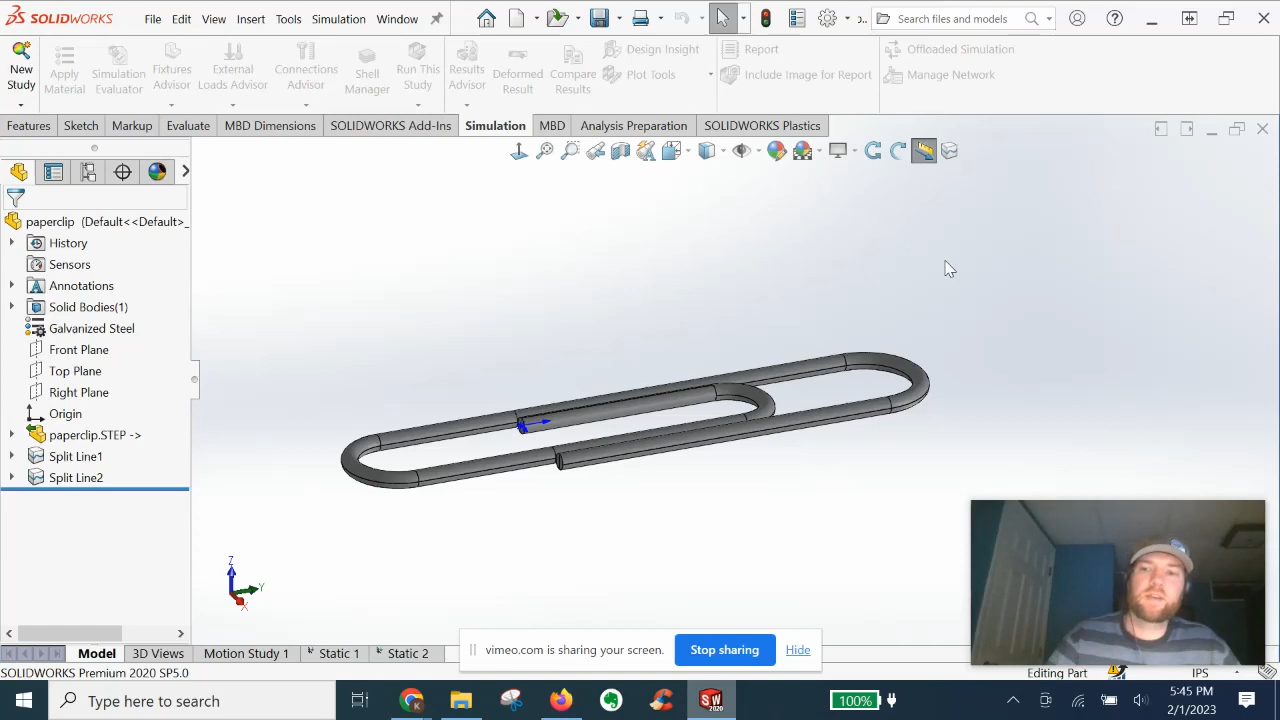 SOLIDWORKS File Edit View Insert Tools Simulation Window Search files and models
New Study
Apply Material
Simulation Evaluator
Fixtures Advisor
External Loads Advisor
Connections Advisor
Shell Manager
Run This Study
Results Advisor
Deformed Result
Compare Results
Design Insight
Plot Tools
Report
Include Image for Report
Offloaded Simulation
Manage Network
Features Sketch Markup Evaluate MBD Dimensions SOLIDWORKS Add-Ins Simulation MBD Analysis Preparation SOLIDWORKS Plastics
paperclip (Default<<Default>_
History
Sensors
Annotations
Solid Bodies(1)
Galvanized Steel
Front Plane
Top Plane
Right Plane
Origin
paperclip.STEP ->
Split Line1
Split Line2
Z
Y
X
vimeo.com is sharing your screen. Stop sharing Hide
Model 3D Views Motion Study 1 Static 1 Static 2
SOLIDWORKS Premium 2020 SP5.0 Editing Part IPS
Type here to search
SW
2020
100%
5:45 PM
2/1/2023